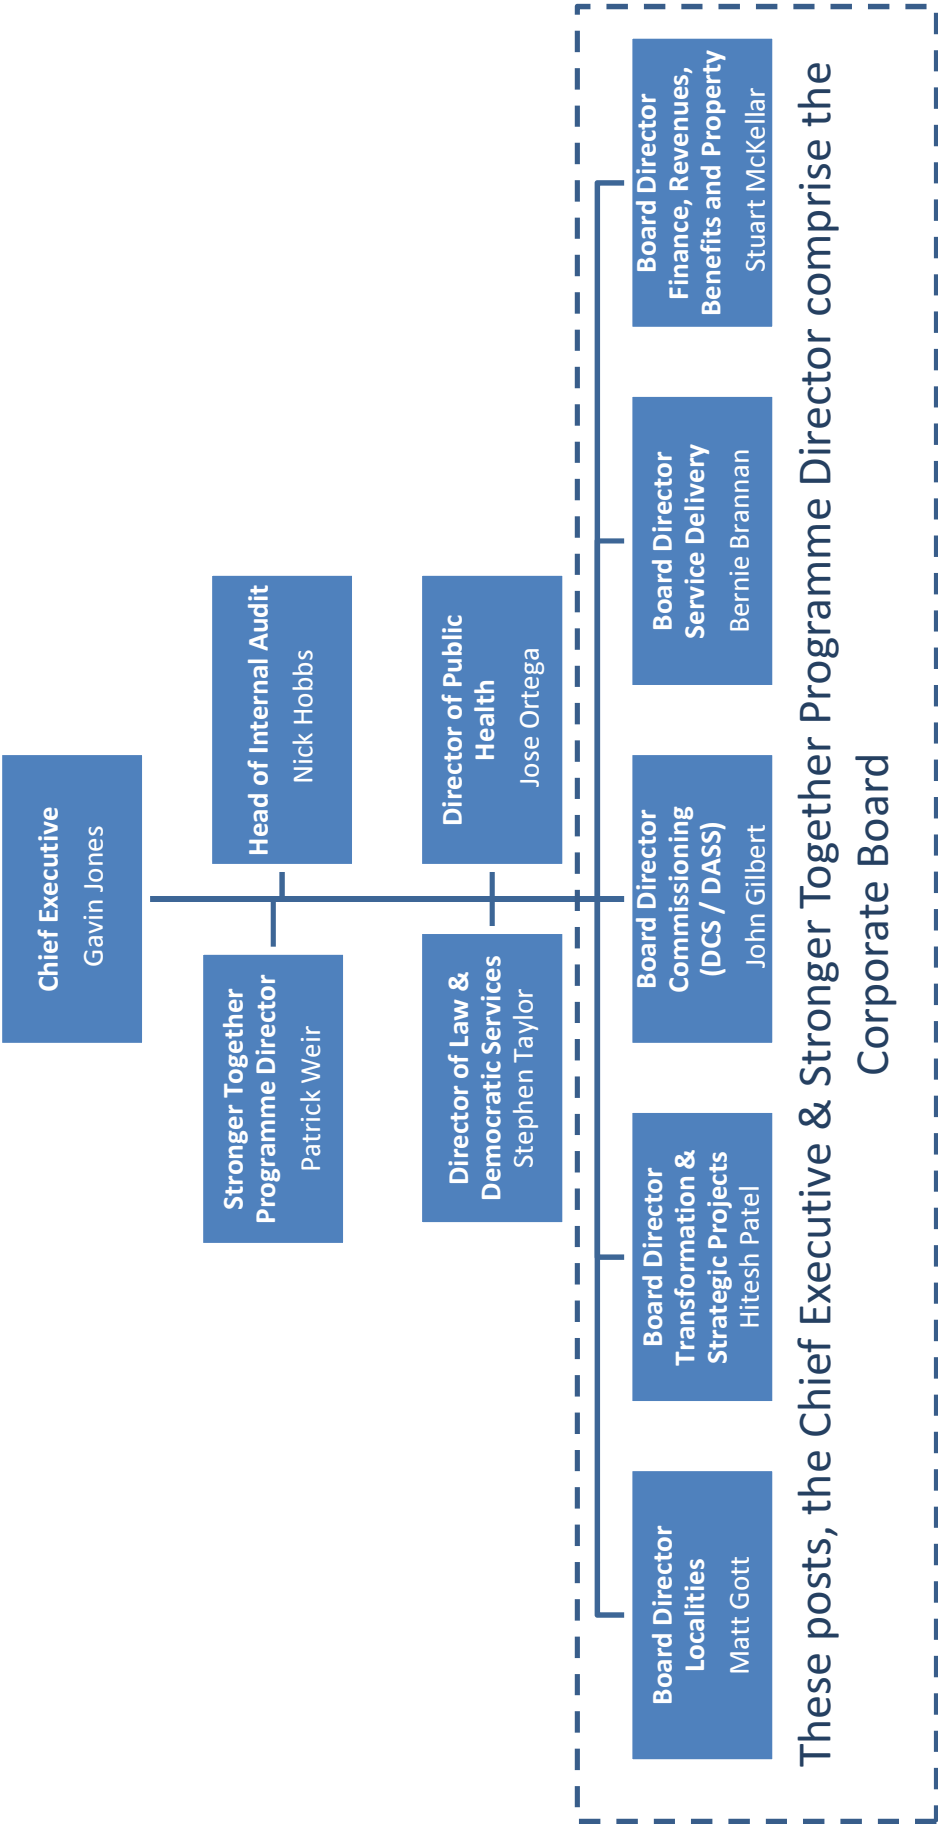 Chief Executive
Gavin Jones
Stronger Together
Programme Director
Patrick Weir
Head of Internal Audit
Nick Hobbs
Director of Law &
Democratic Services
Stephen Taylor
Director of Public
Health
Jose Ortega
Board Director
Localities
Matt Gott
Board Director
Transformation &
Strategic Projects
Hitesh Patel
Board Director
Commissioning
(DCS / DASS)
John Gilbert
Board Director
Service Delivery
Bernie Brannan
Board Director
Finance, Revenues,
Benefits and Property
Stuart McKellar
These posts, the Chief Executive & Stronger Together Programme Director comprise the
Corporate Board